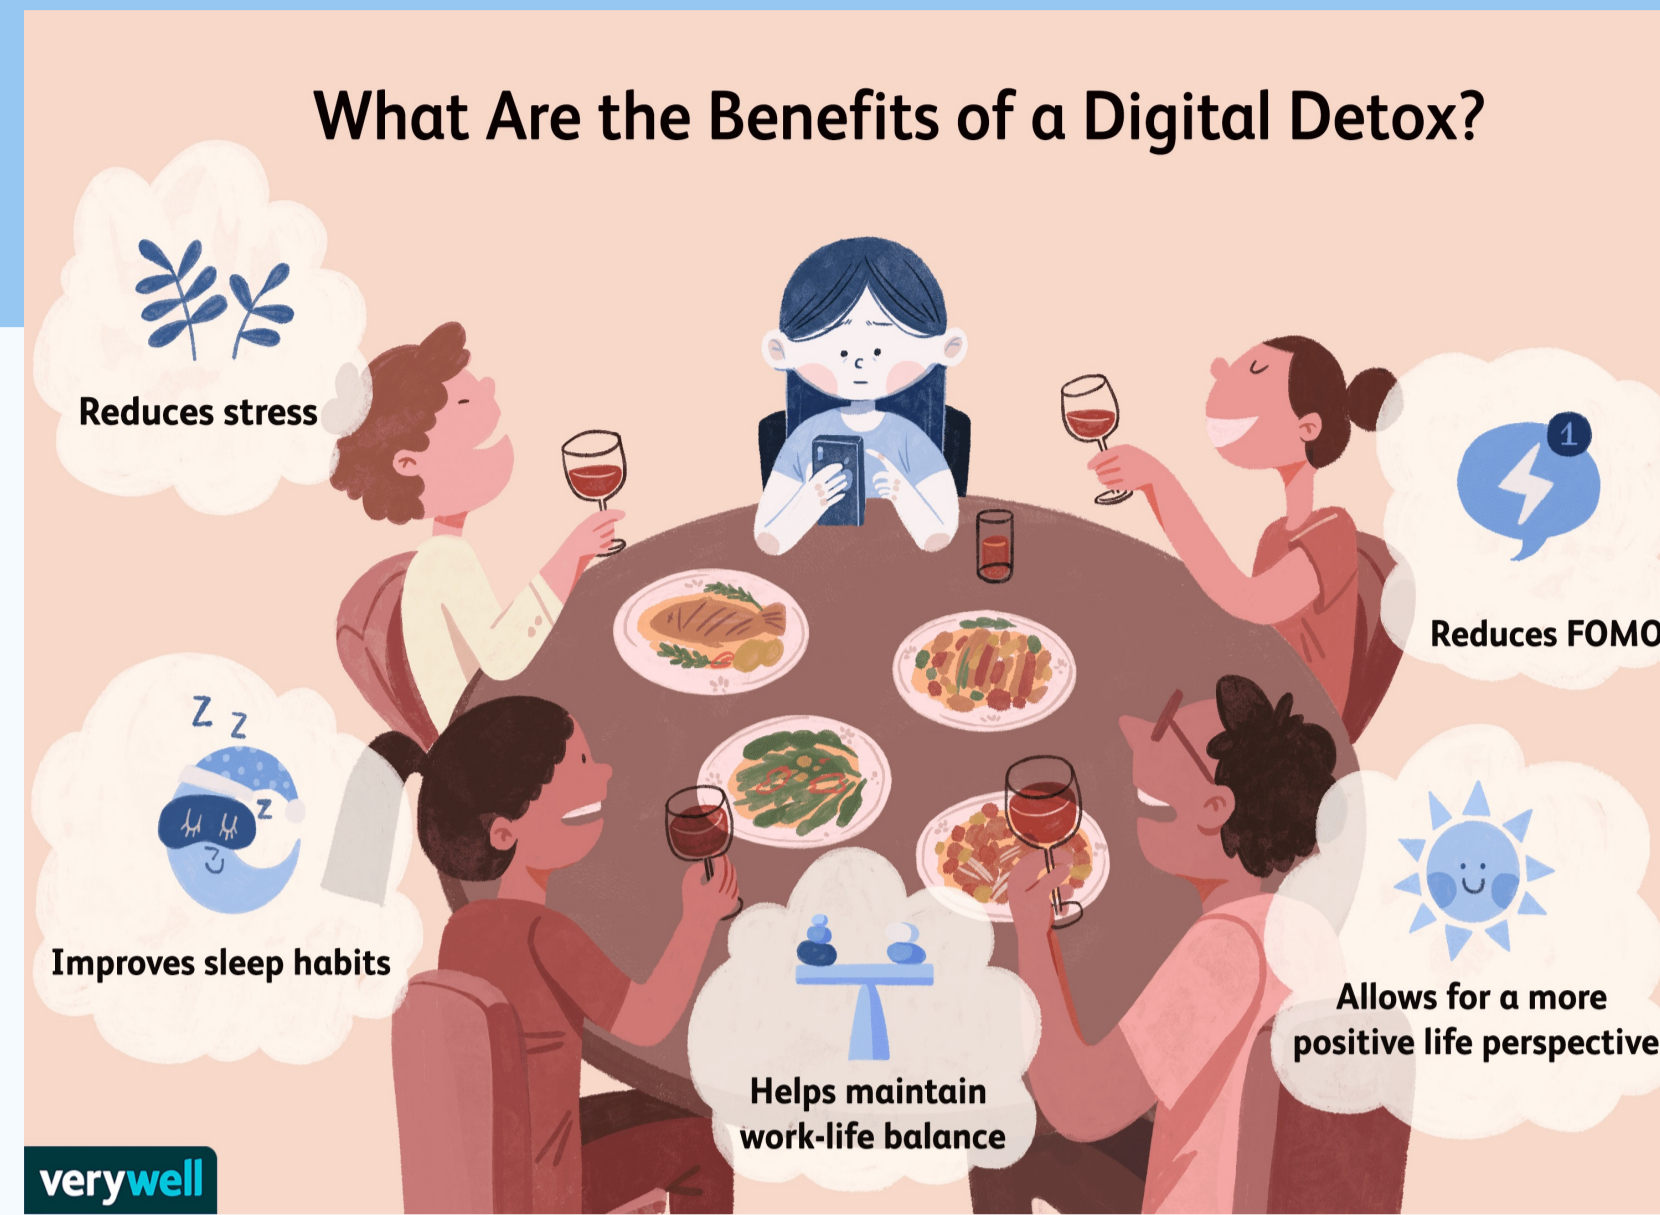 What Are the Benefits of a Digital Detox?
Reduces stress
1
Reduces FOMO
Z Z
Z
Improves sleep habits
Allows for a more
positive life perspective
Helps maintain
work-life balance
verywell